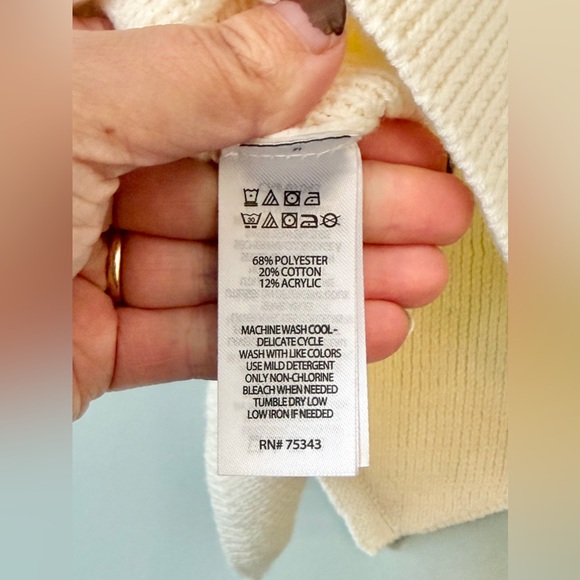 68% POLYESTER
20% COTTON
12% ACRYLIC
MACHINE WASH COOL -
DELICATE CYCLE
WASH WITH LIKE COLORS
USE MILD DETERGENT
ONLY NON-CHLORINE
BLEACH WHEN NEEDED
TUMBLE DRY LOW
LOW IRON IF NEEDED
RN# 75343